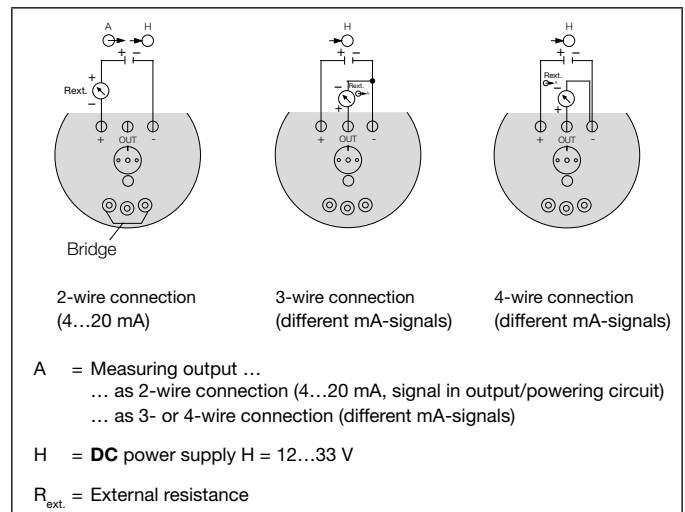 A H
+ −
+
Rext.
−
+ OUT -
Bridge
H
+ −
−
Rext.
A
+
+ OUT -
H
+ −
Rext.
A
−
+
+ OUT -
2-wire connection
(4…20 mA)
3-wire connection
(different mA-signals)
4-wire connection
(different mA-signals)
A = Measuring output …
… as 2-wire connection (4…20 mA, signal in output/powering circuit)
… as 3- or 4-wire connection (different mA-signals)
H = DC power supply H = 12…33 V
Rext. = External resistance